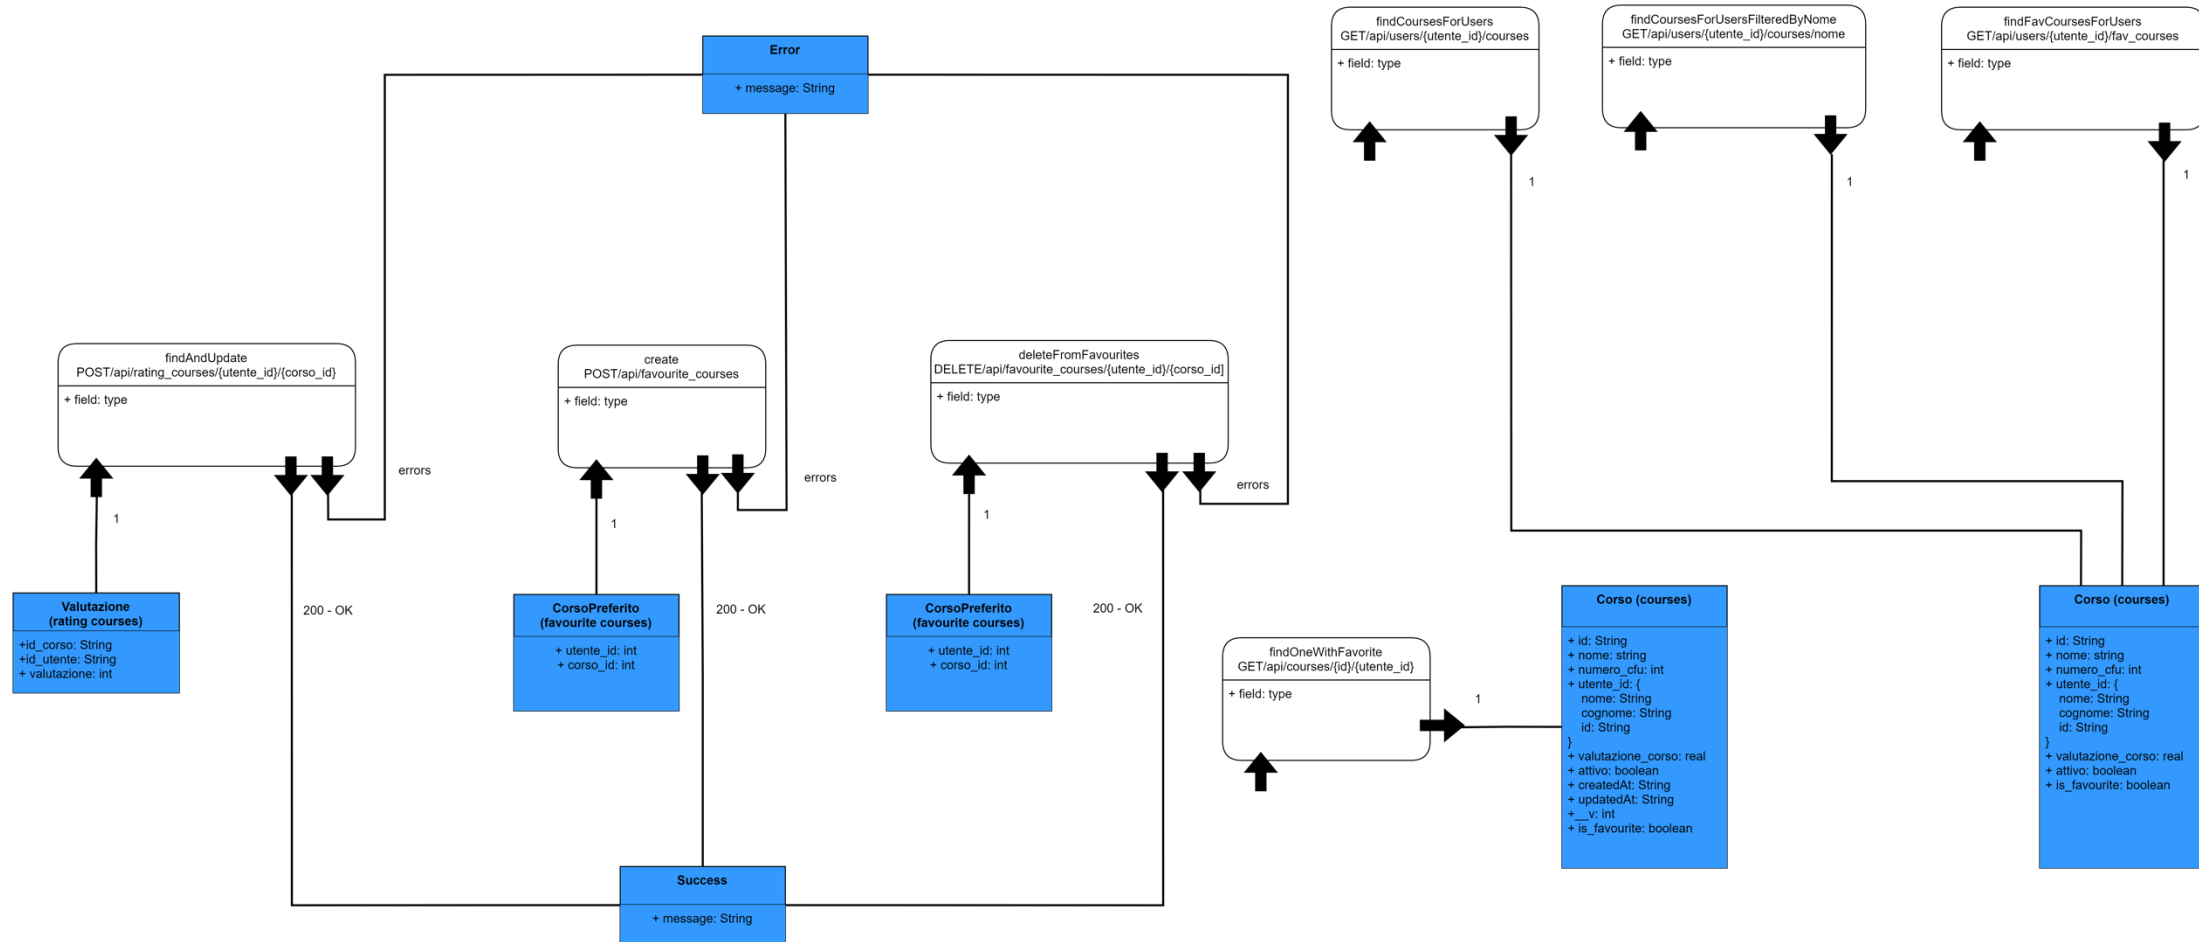 Error
+ message: String
findCoursesForUsers
GET/api/users/{utente_id}/courses
+ field: type
1
findCoursesForUsersFilteredByNome
GET/api/users/{utente_id}/courses/nome
+ field: type
1
findFavCoursesForUsers
GET/api/users/{utente_id}/fav_courses
+ field: type
1
findAndUpdate
POST/api/rating_courses/{utente_id}/{corso_id}
+ field: type
errors
1
200 - OK
create
POST/api/favourite_courses
+ field: type
errors
1
200 - OK
deleteFromFavourites
DELETE/api/favourite_courses/{utente_id}/{corso_id]
+ field: type
errors
1
200 - OK
Valutazione
(rating courses)
+id_corso: String
+id_utente: String
+ valutazione: int
CorsoPreferito
(favourite courses)
+ utente_id: int
+ corso_id: int
CorsoPreferito
(favourite courses)
+ utente_id: int
+ corso_id: int
findOneWithFavorite
GET/api/courses/{id}/{utente_id}
+ field: type
1
Corso (courses)
+ id: String
+ nome: string
+ numero_cfu: int
+ utente_id: {
nome: String
cognome: String
id: String
}
+ valutazione_corso: real
+ attivo: boolean
+ createdAt: String
+ updatedAt: String
+__v: int
+ is_favourite: boolean
Corso (courses)
+ id: String
+ nome: string
+ numero_cfu: int
+ utente_id: {
nome: String
cognome: String
id: String
}
+ valutazione_corso: real
+ attivo: boolean
+ is_favourite: boolean
Success
+ message: String